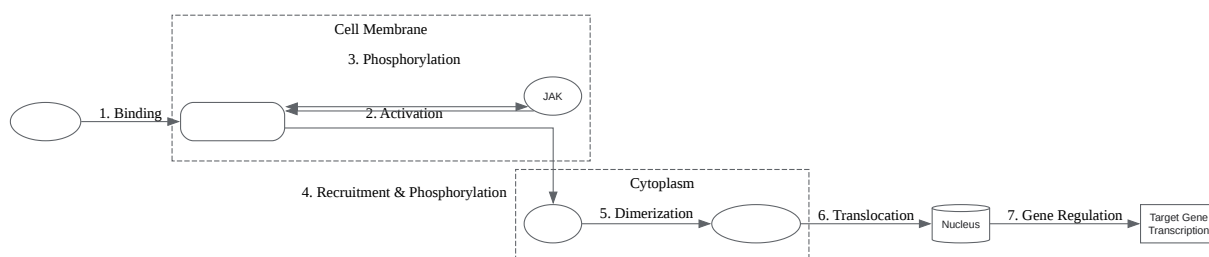 Cell Membrane
3. Phosphorylation
JAK
1. Binding
2. Activation
4. Recruitment & Phosphorylation
Cytoplasm
5. Dimerization
6. Translocation
Nucleus
7. Gene Regulation
Target Gene
Transcription